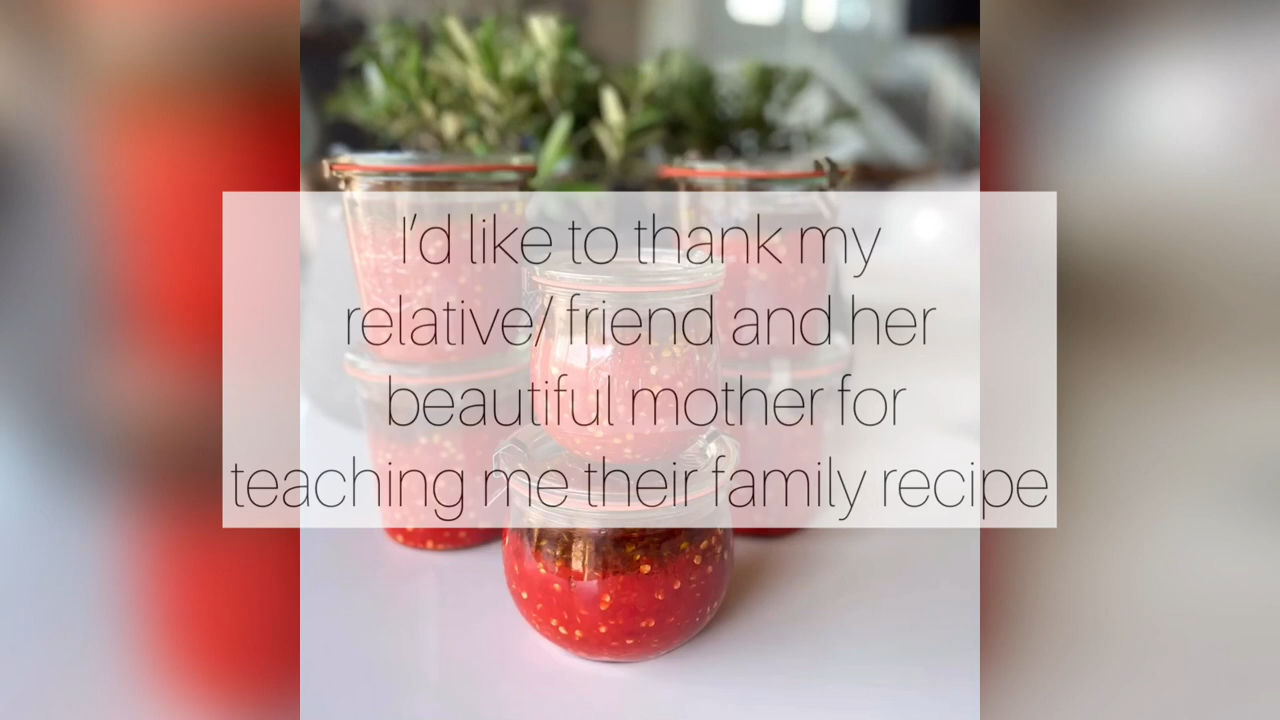 I'd like to thank my
relative/ friend and her
beautiful mother for
teaching me their family recipe